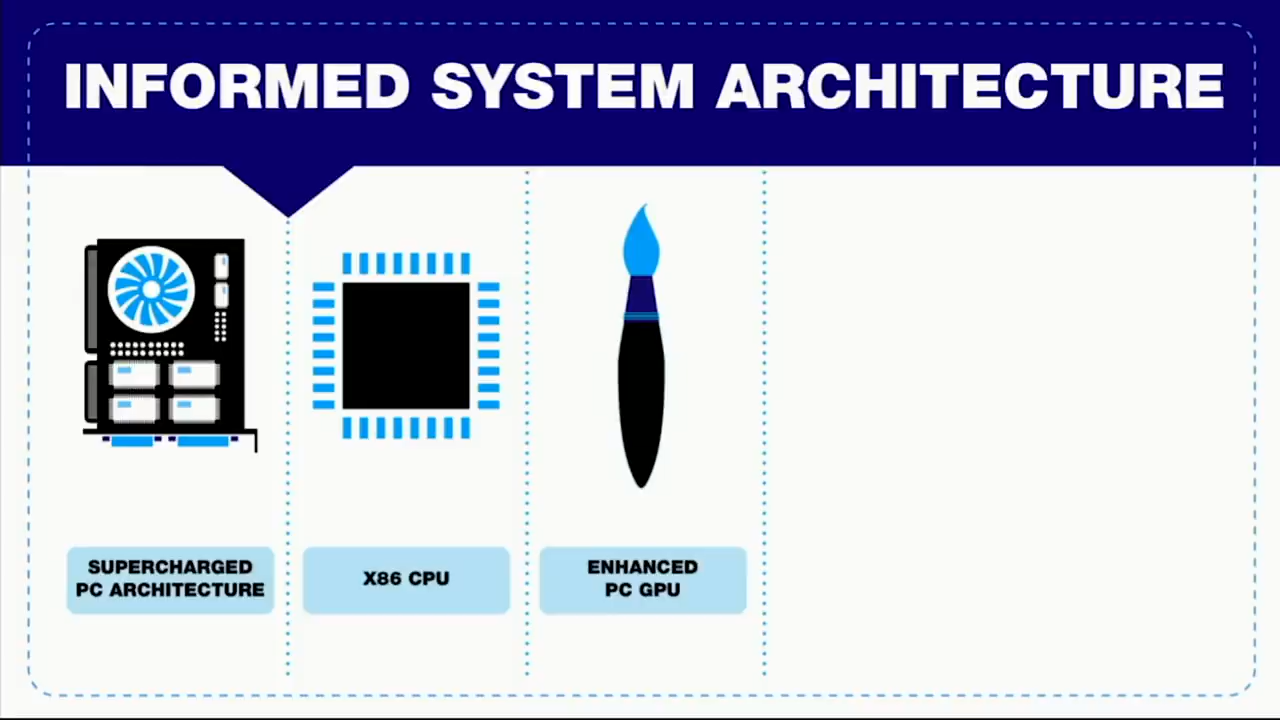 INFORMED SYSTEM ARCHITECTURE
SUPERCHARGED
PC ARCHITECTURE
X86 CPU
ENHANCED
PC GPU